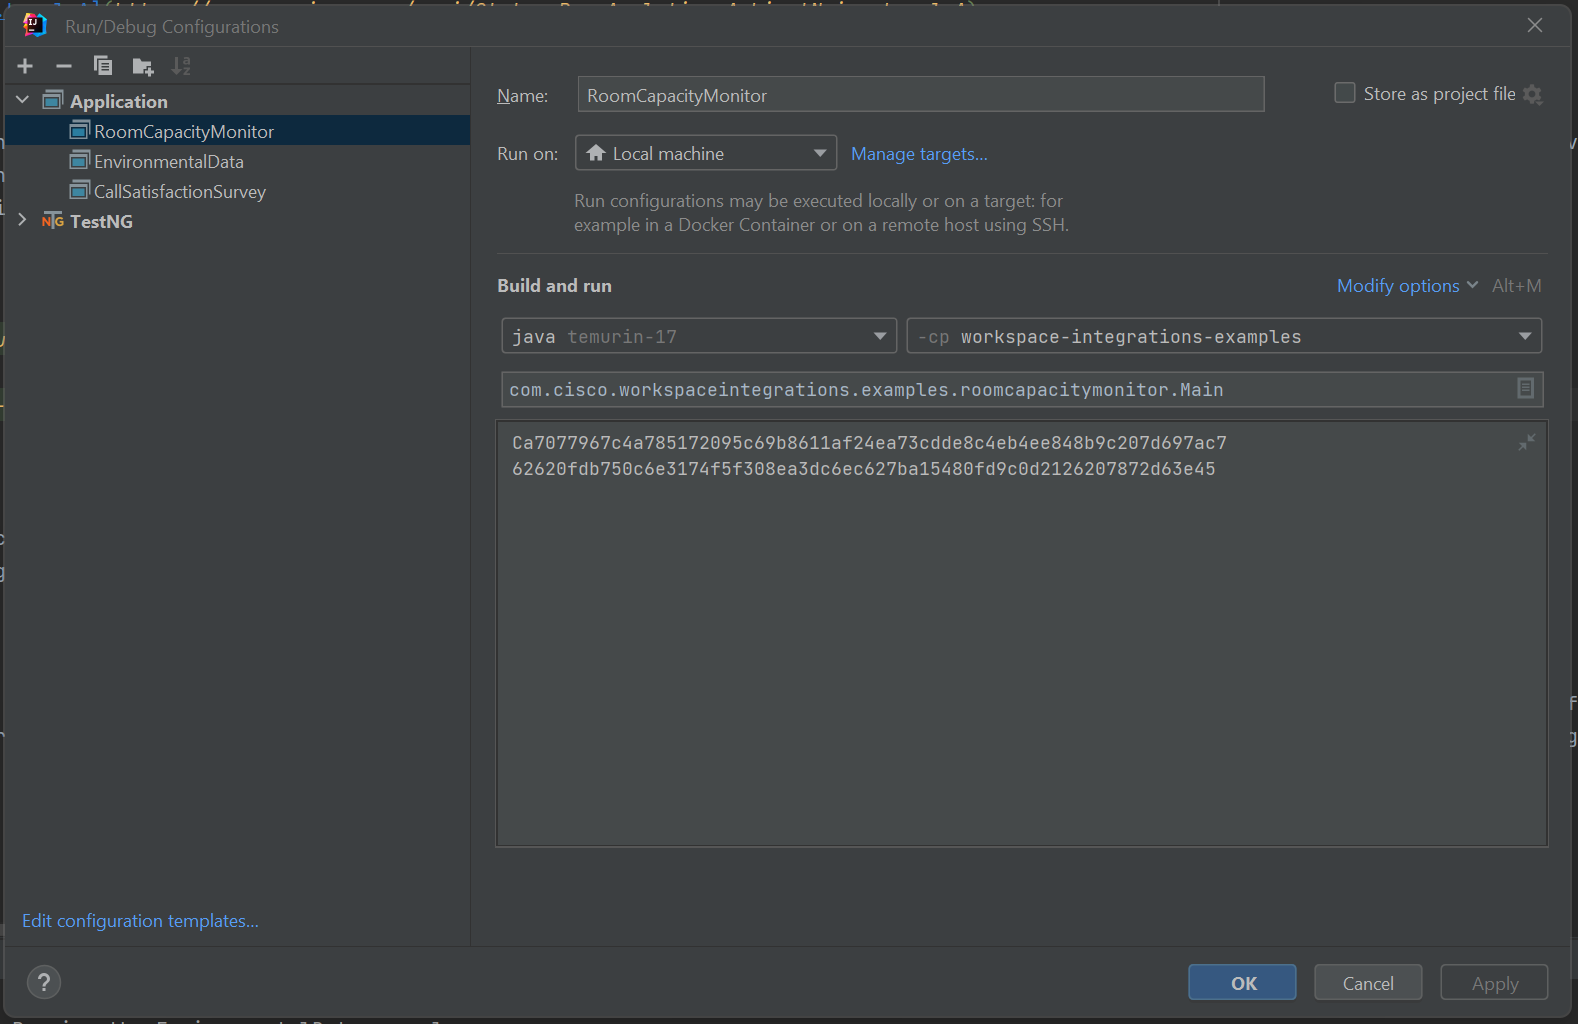 Run/Debug Configurations
Application
RoomCapacityMonitor
EnvironmentalData
CallSatisfactionSurvey
TestNG
Edit configuration templates...
Name: RoomCapacityMonitor
Store as project file
Run on: Local machine Manage targets...
Run configurations may be executed locally or on a target: for
example in a Docker Container or on a remote host using SSH.
Build and run
Modify options Alt+M
java temurin-17
-cp workspace-integrations-examples
com.cisco.workspaceintegrations.examples.roomcapacitymonitor.Main
Ca7077967c4a785172095c69b8611af24ea73cdde8c4eb4ee848b9c207d697ac7
62620fdb750c6e3174f5f308ea3dc6ec627ba15480fd9c0d2126207872d63e45
?
OK Cancel Apply